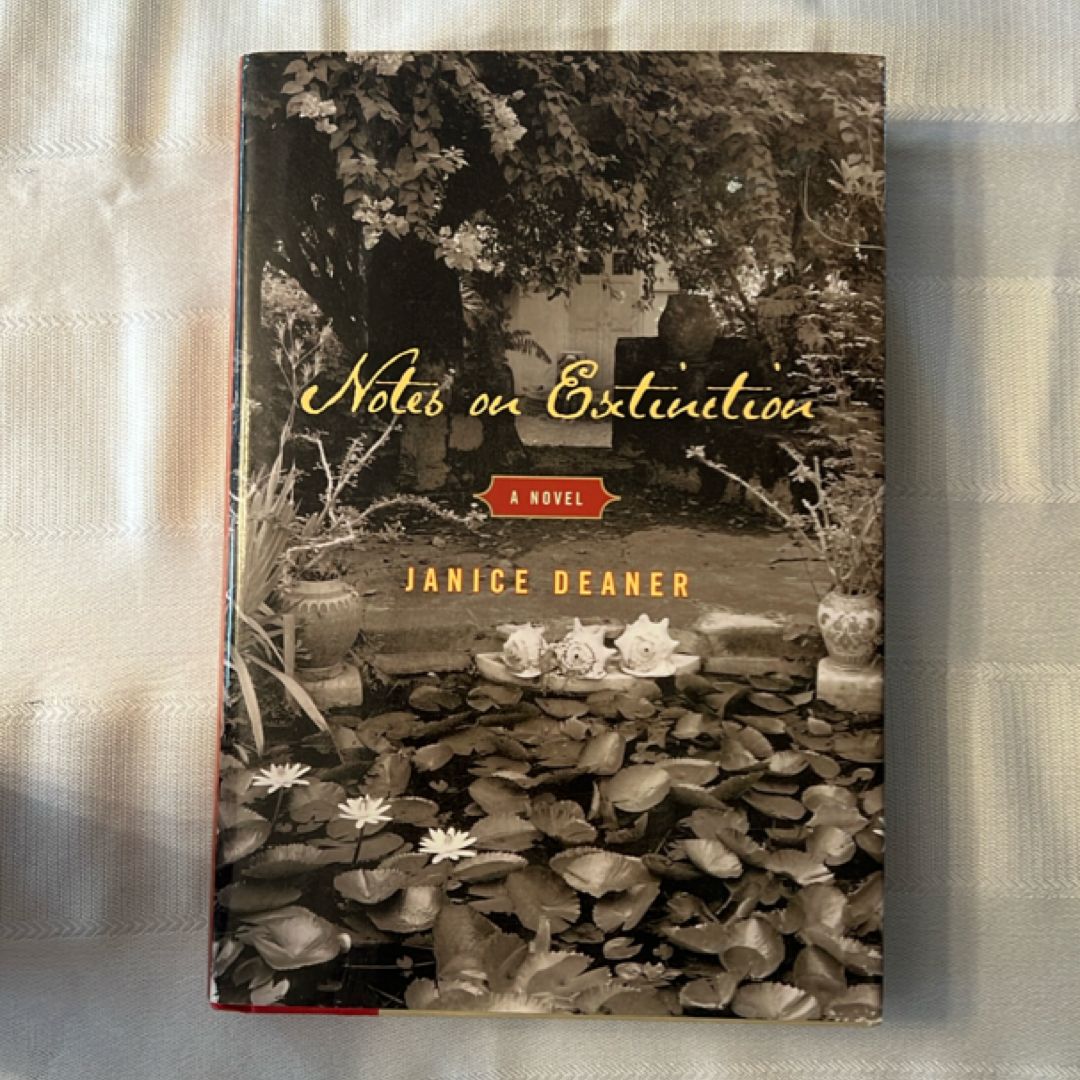 Notes on Extinction
A NOVEL
JANICE DEANER